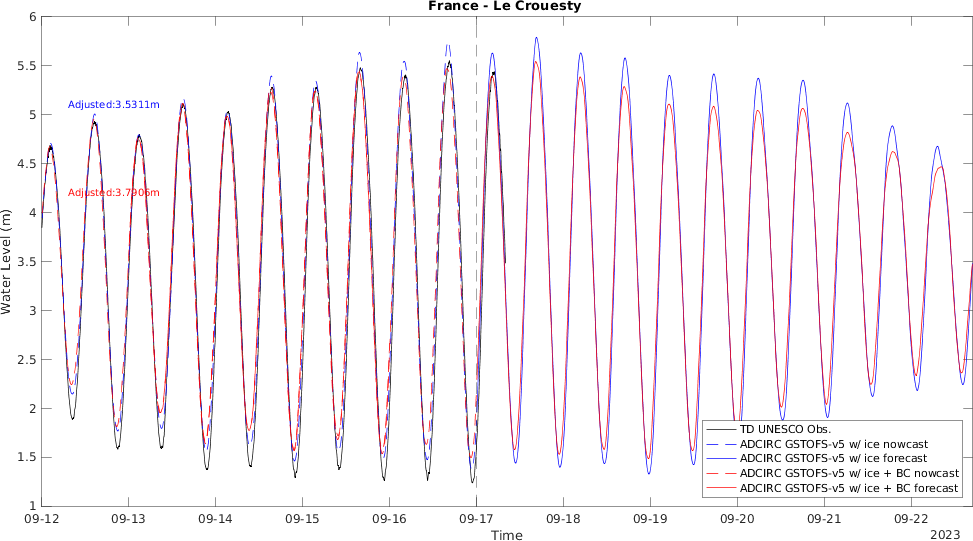 France - Le Crouesty
Water Level (m)
6
5.5
5
4.5
4
3.5
3
2.5
2
1.5
1
Adjusted:3.5311m
Adjusted:3.7906m
TD UNESCO Obs.
ADCIRC GSTOFS-v5 w/ ice nowcast
ADCIRC GSTOFS-v5 w/ ice forecast
ADCIRC GSTOFS-v5 w/ ice + BC nowcast
ADCIRC GSTOFS-v5 w/ ice + BC forecast
09-12 09-13 09-14 09-15 09-16 09-17 09-18 09-19 09-20 09-21 09-22
Time
2023